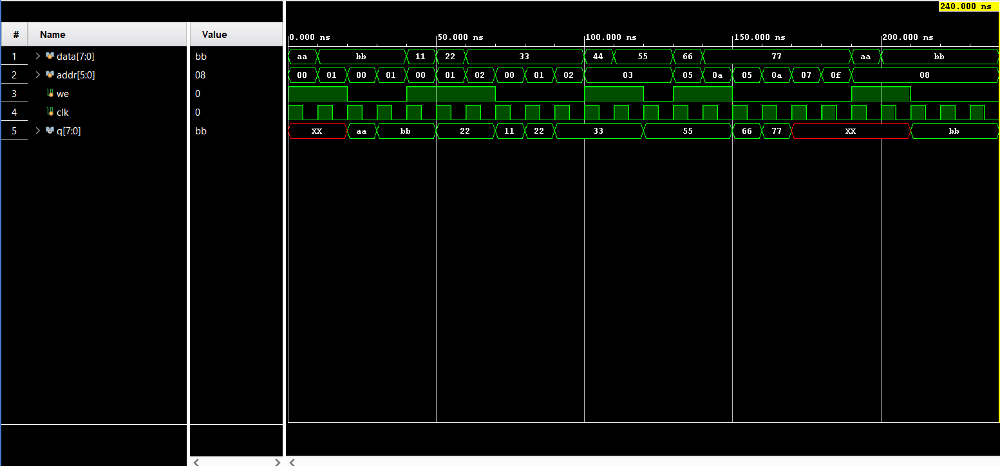 240.000 ns
# Name Value
0.000 ns 50.000 ns 100.000 ns 150.000 ns 200.000 ns
1 data[7:0] bb aa bb 11 22 33 44 55 66 77 aa bb
2 addr[5:0] 08 00 01 00 01 00 01 02 00 01 02 03 05 0a 05 0a 07 0f 08
3 we 0
4 clk 0
5 q[7:0] bb XX aa bb 22 11 22 33 55 66 77 XX bb